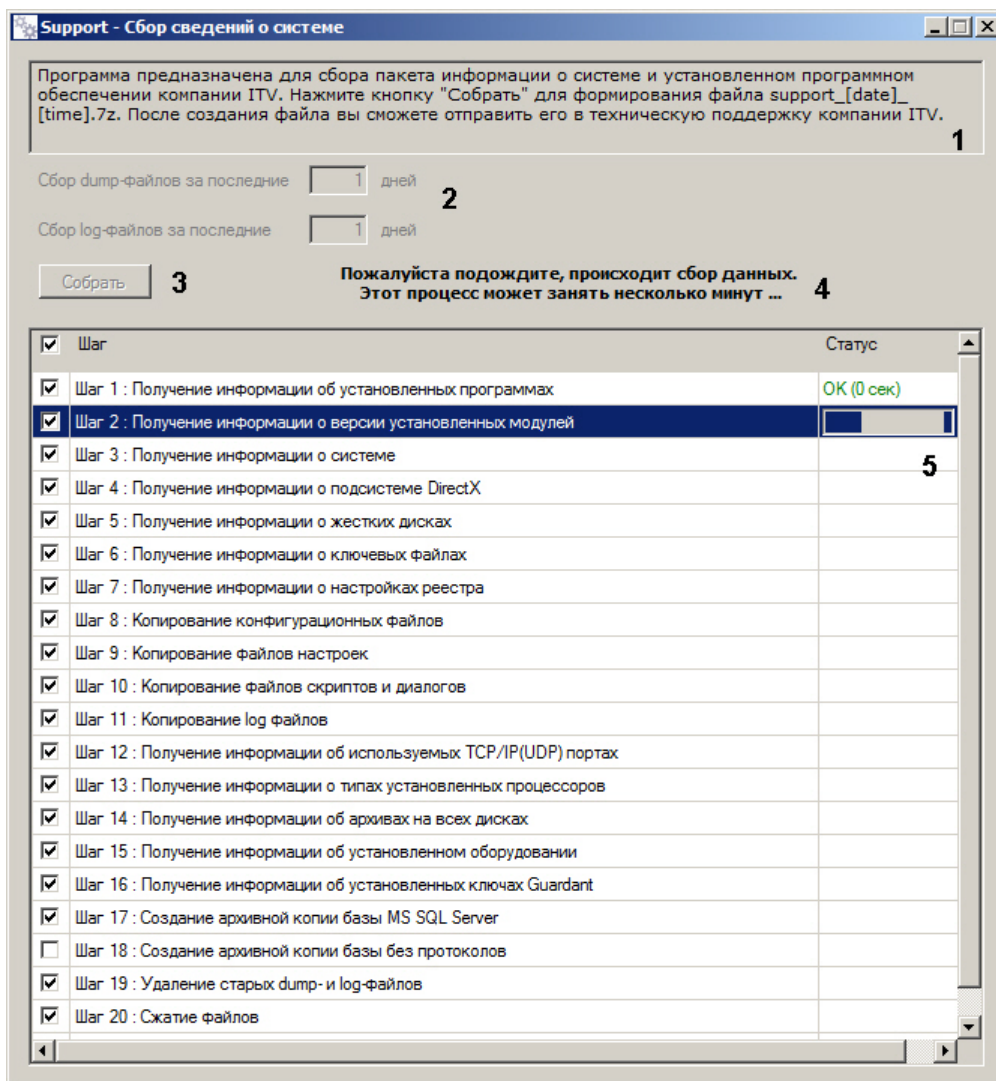 Support - Сбор сведений о системе
Программа предназначена для сбора пакета информации о системе и установленном программном
обеспечении компании ITV. Нажмите кнопку "Собрать" для формирования файла support_[date]_
[time].7z. После создания файла вы сможете отправить его в техническую поддержку компании ITV.
1
Сбор dump-файлов за последние 1 дней
2
Сбор log-файлов за последние 1 дней
Собрать 3
Пожалуйста подождите, происходит сбор данных.
Этот процесс может занять несколько минут ...
4
Шаг Статус
Шаг 1 : Получение информации об установленных программах OK (0 сек)
Шаг 2 : Получение информации о версии установленных модулей
Шаг 3 : Получение информации о системе
5
Шаг 4 : Получение информации о подсистеме DirectX
Шаг 5 : Получение информации о жестких дисках
Шаг 6 : Получение информации о ключевых файлах
Шаг 7 : Получение информации о настройках реестра
Шаг 8 : Копирование конфигурационных файлов
Шаг 9 : Копирование файлов настроек
Шаг 10 : Копирование файлов скриптов и диалогов
Шаг 11 : Копирование log файлов
Шаг 12 : Получение информации об используемых TCP/IP(UDP) портах
Шаг 13 : Получение информации о типах установленных процессоров
Шаг 14 : Получение информации об архивах на всех дисках
Шаг 15 : Получение информации об установленном оборудовании
Шаг 16 : Получение информации об установленных ключах Guardant
Шаг 17 : Создание архивной копии базы MS SQL Server
Шаг 18 : Создание архивной копии базы без протоколов
Шаг 19 : Удаление старых dump- и log-файлов
Шаг 20 : Сжатие файлов